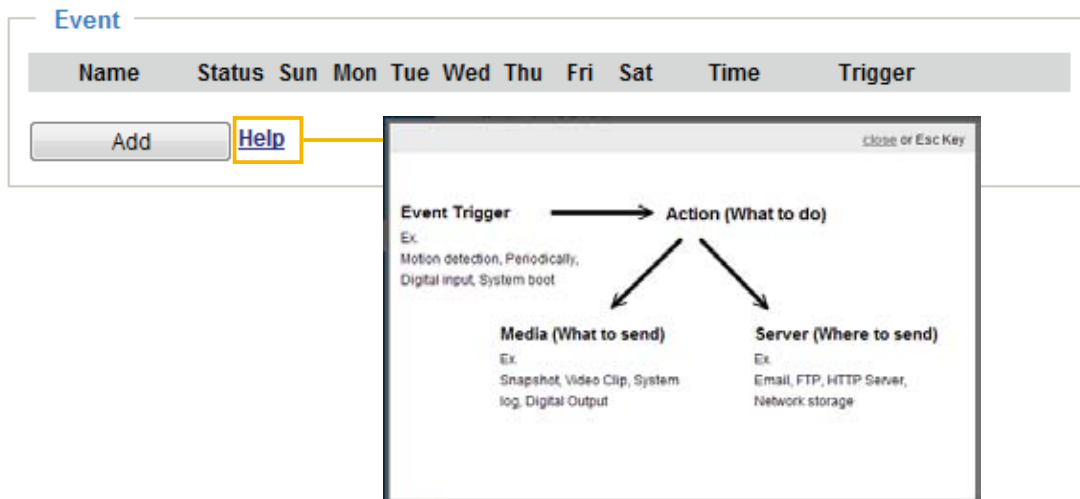 Event
Name Status Sun Mon Tue Wed Thu Fri Sat Time Trigger
Add Help
close or Esc Key
Event Trigger Action (What to do)
Ex.
Motion detection, Periodically,
Digital input, System boot
Media (What to send)
Ex.
Snapshot, Video Clip, System
log, Digital Output
Server (Where to send)
Ex.
Email, FTP, HTTP Server,
Network storage